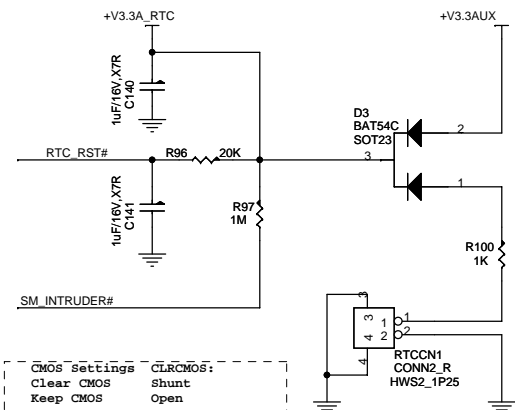 +V3.3A_RTC
+V3.3AUX
1uF/16V,X7R
C140
D3
BAT54C
SOT23
2
3
1
RTC_RST#
R96
20K
1uF/16V,X7R
C141
R97
1M
R100
1K
SM_INTRUDER#
3
3
1
1
4
2
2
4
RTCCN1
CONN2_R
HWS2_1P25
CMOS Settings CLRCMOS:
Clear CMOS Shunt
Keep CMOS Open